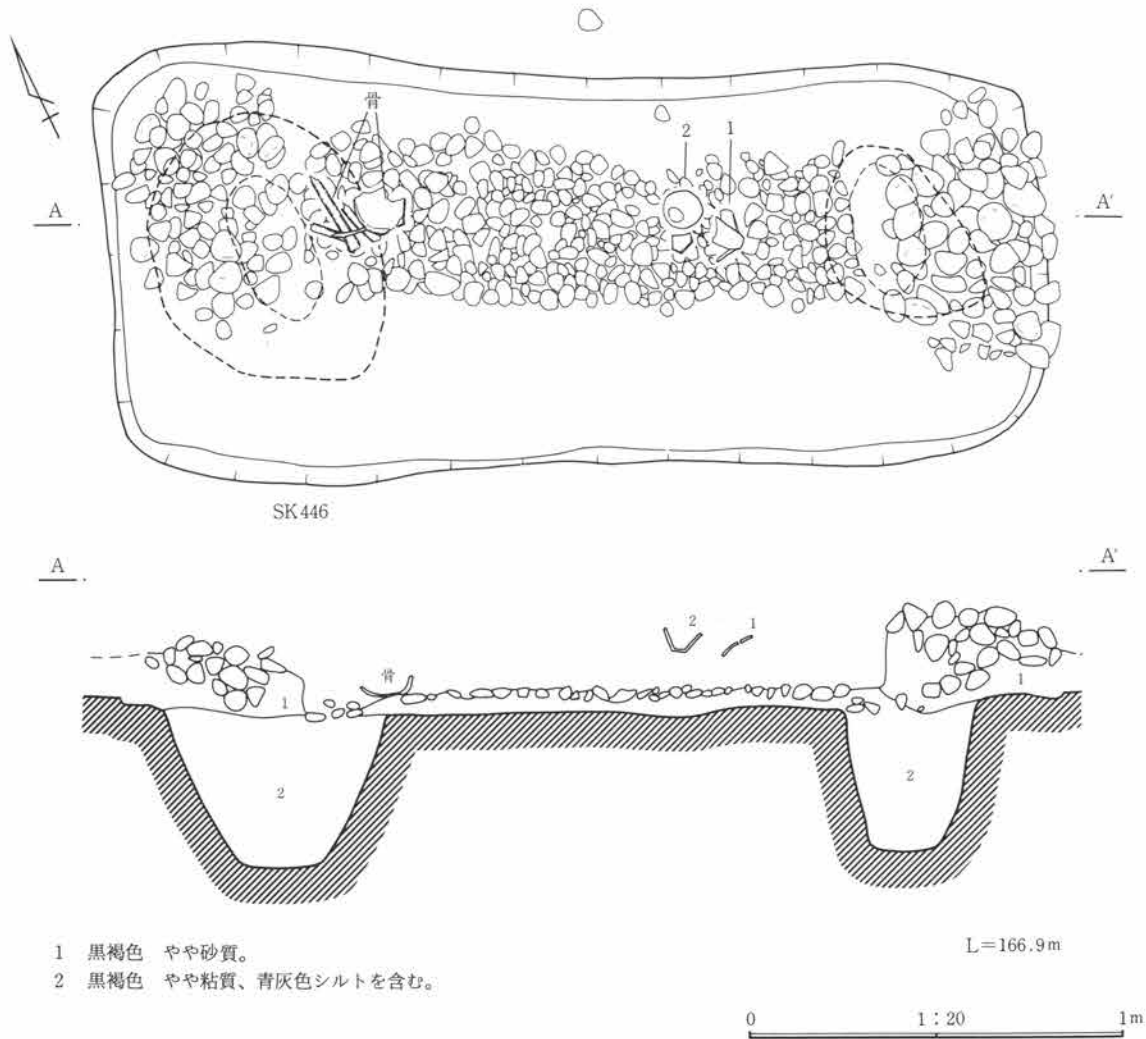 骨
2 1
A A'
SK446
A A'
2 1
骨
1 1
2 2
1 黒褐色 やや砂質。
2 黒褐色 やや粘質、青灰色シルトを含む。
L=166.9m
0 1:20 1m